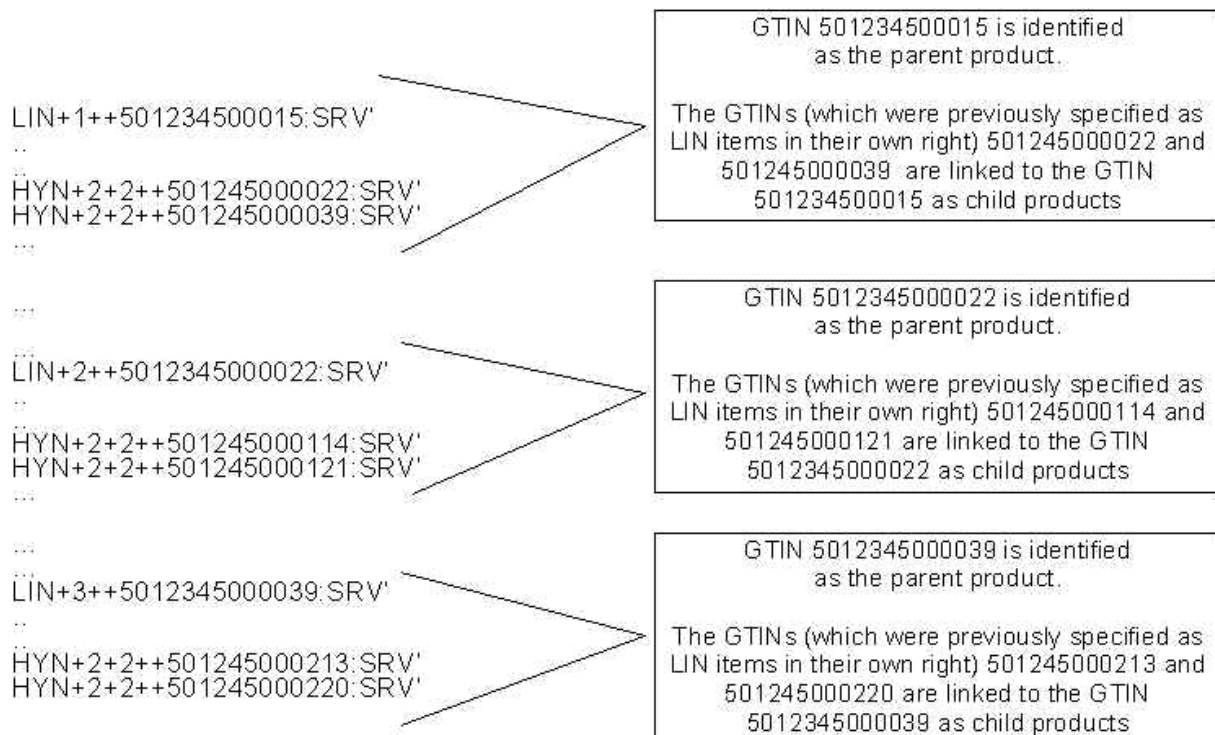 LIN+1++501234500015:SRV'
..
..
HYN+2+2++501245000022:SRV'
HYN+2+2++501245000039:SRV'
...
GTIN 501234500015 is identified
as the parent product.
The GTINs (which were previously specified as
LIN items in their own right) 501245000022 and
501245000039 are linked to the GTIN
501234500015 as child products
...
...
LIN+2++5012345000022:SRV'
..
..
HYN+2+2++501245000114:SRV'
HYN+2+2++501245000121:SRV'
...
GTIN 5012345000022 is identified
as the parent product.
The GTINs (which were previously specified as
LIN items in their own right) 501245000114 and
501245000121 are linked to the GTIN
5012345000022 as child products
...
...
LIN+3++5012345000039:SRV'
..
..
HYN+2+2++501245000213:SRV'
HYN+2+2++501245000220:SRV'
...
GTIN 5012345000039 is identified
as the parent product.
The GTINs (which were previously specified as
LIN items in their own right) 501245000213 and
501245000220 are linked to the GTIN
5012345000039 as child products